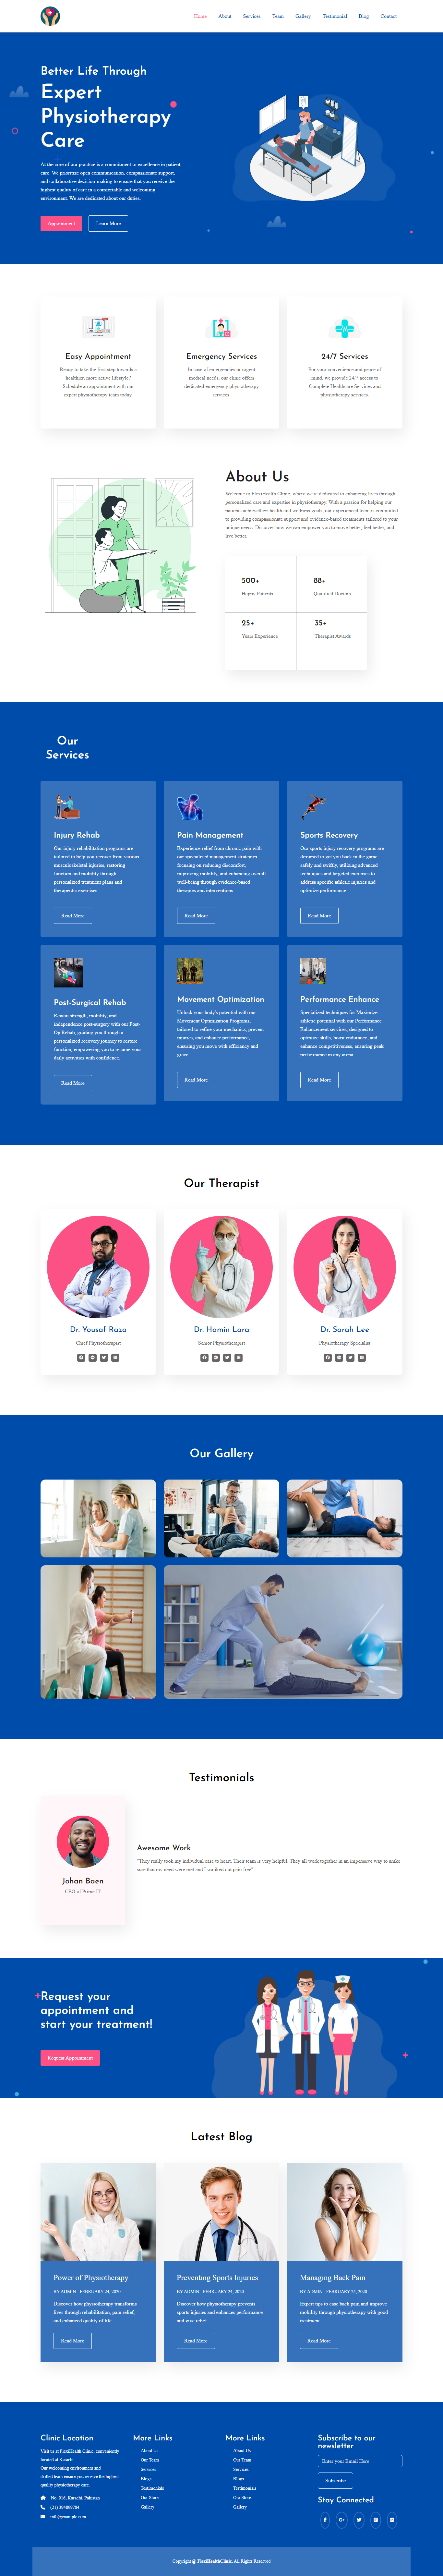 Home About Services Team Gallery Testimonial Blog Contact
Better Life Through
Expert
Physiotherapy
Care
At the core of our practice is a commitment to excellence in patient
care. We prioritize open communication, compassionate support,
and collaborative decision-making to ensure that you receive the
highest quality of care in a comfortable and welcoming
environment. We are dedicated about our duties.
Appointment Learn More
Easy Appointment
Ready to take the first step towards a
healthier, more active lifestyle?
Schedule an appointment with our
expert physiotherapy team today
Emergency Services
In case of emergencies or urgent
medical needs, our clinic offers
dedicated emergency physiotherapy
services.
24/7 Services
For your convenience and peace of
mind, we provide 24/7 access to
Complete Healthcare Services and
physiotherapy services.
About Us
Welcome to FlexiHealth Clinic, where we're dedicated to enhancing lives through
personalized care and expertise in physiotherapy. With a passion for helping our
patients achievetheir health and wellness goals, our experienced team is committed
to providing compassionate support and evidence-based treatments tailored to your
unique needs. Discover how we can empower you to move better, feel better, and
live better.
500+
Happy Patients
88+
Qualified Doctors
25+
Years Experience
35+
Therapist Awards
Our
Services
Injury Rehab
Our injury rehabilitation programs are
tailored to help you recover from various
musculoskeletal injuries, restoring
function and mobility through
personalized treatment plans and
therapeutic exercises.
Read More
Pain Management
Experience relief from chronic pain with
our specialized management strategies,
focusing on reducing discomfort,
improving mobility, and enhancing overall
well-being through evidence-based
therapies and interventions.
Read More
Sports Recovery
Our sports injury recovery programs are
designed to get you back in the game
safely and swiftly, utilizing advanced
techniques and targeted exercises to
address specific athletic injuries and
optimize performance.
Read More
Post-Surgical Rehab
Regain strength, mobility, and
independence post-surgery with our Post-
Op Rehab, guiding you through a
personalized recovery journey to restore
function, empowering you to resume your
daily activities with confidence.
Read More
Movement Optimization
Unlock your body's potential with our
Movement Optimization Programs,
tailored to refine your mechanics, prevent
injuries, and enhance performance,
ensuring you move with efficiency and
grace.
Read More
Performance Enhance
Specialized techniques for Maximize
athletic potential with our Performance
Enhancement services, designed to
optimize skills, boost endurance, and
enhance competitiveness, ensuring peak
performance in any arena.
Read More
Our Therapist
Dr. Yousaf Raza
Chief Physiotherapist
Dr. Hamin Lara
Senior Physiotherapist
Dr. Sarah Lee
Physiotherapy Specialist
Our Gallery
Testimonials
Johan Baen
CEO of Prime IT
Awesome Work
"They really took my individual case to heart. Their team is very helpful. They all work together in an impressive way to make
sure that my need were met and I walked out pain free"
Request your
appointment and
start your treatment!
Request Appointment
Latest Blog
Power of Physiotherapy
BY ADMIN - FEBRUARY 24, 2020
Discover how physiotherapy transforms
lives through rehabilitation, pain relief,
and enhanced quality of life
Read More
Preventing Sports Injuries
BY ADMIN - FEBRUARY 24, 2020
Discover how physiotherapy prevents
sports injuries and enhances performance
and give relief.
Read More
Managing Back Pain
BY ADMIN - FEBRUARY 24, 2020
Expert tips to ease back pain and improve
mobility through physiotherapy with good
treatment.
Read More
Clinic Location
Visit us at FlexiHealth Clinic, conveniently
located at Karachi...
Our welcoming environment and
skilled team ensure you receive the highest
quality physiotherapy care.
No. 916, Karachi, Pakistan
(21) 394899784
info@example.com
More Links
About Us
Our Team
Services
Blogs
Testimonials
Our Store
Gallery
More Links
About Us
Our Team
Services
Blogs
Testimonials
Our Store
Gallery
Subscribe to our
newsletter
Enter your Email Here
Subscribe
Stay Connected
Copyright @ FlexiHealthClinic. All Rights Reserved